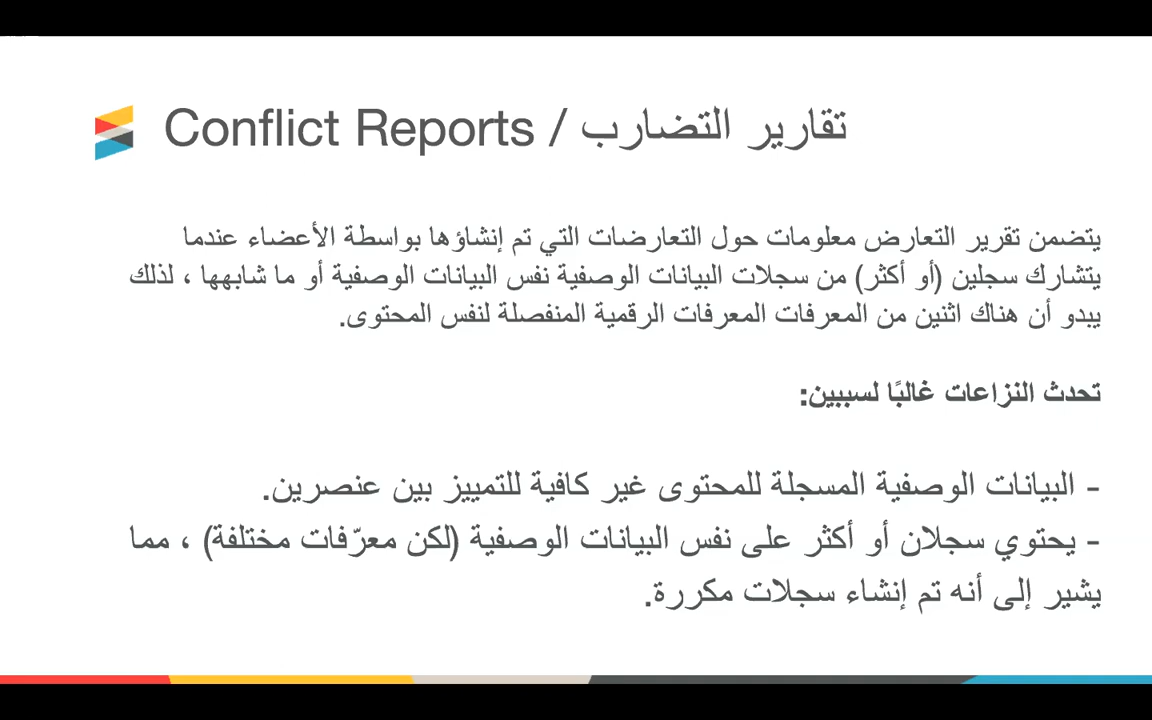 Conflict Reports / تقارير التضارب
يتضمن تقرير التعارض معلومات حول التعارضات التي تم إنشاؤها بواسطة الأعضاء عندما
يتشارك سجلين (أو أكثر) من سجلات البيانات الوصفية نفس البيانات الوصفية أو ما شابهها ، لذلك
يبدو أن هناك اثنين من المعرفات المعرفات الرقمية المنفصلة لنفس المحتوى.
تحدث النزاعات غالبًا لسببين:
- البيانات الوصفية المسجلة للمحتوى غير كافية للتمييز بين عنصرين.
- يحتوي سجلان أو أكثر على نفس البيانات الوصفية (لكن معرّفات مختلفة) ، مما
يشير إلى أنه تم إنشاء سجلات مكررة.